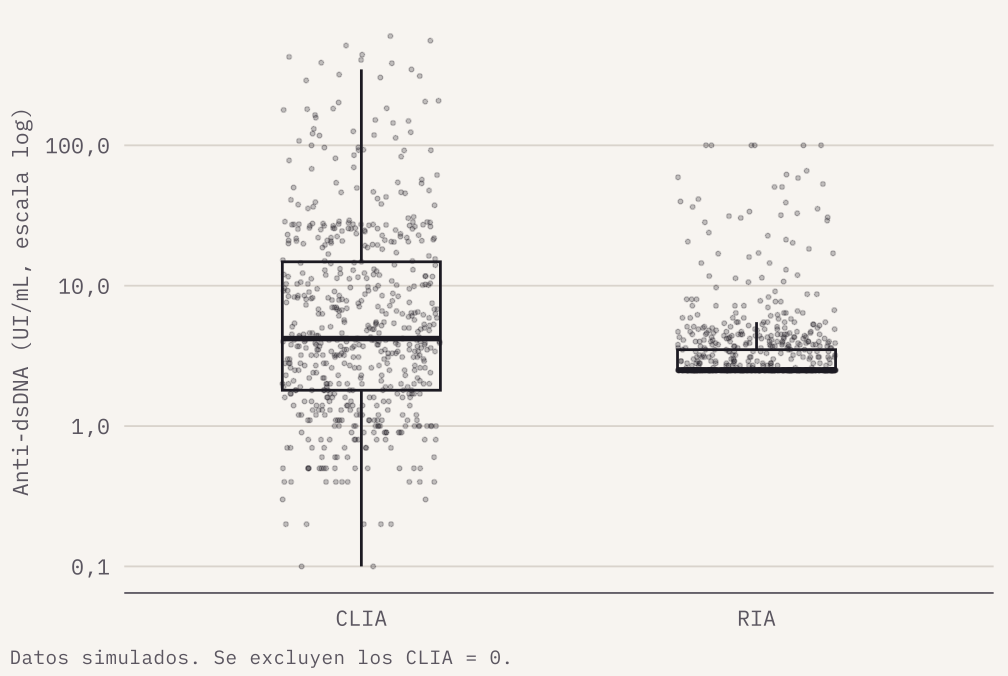 Anti-dsDNA (UI/mL, escala log)
100,0
10,0
1,0
0,1
CLIA
RIA
Datos simulados. Se excluyen los CLIA = 0.